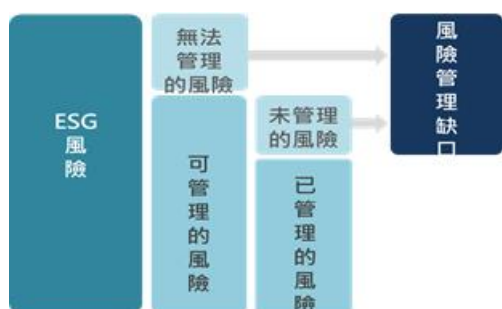 ESG
風
險
無法
管理
的風險
可
管
理
的
風
險
未管理
的風險
已
管
理
的
風
險
風
險
管
理
缺
口